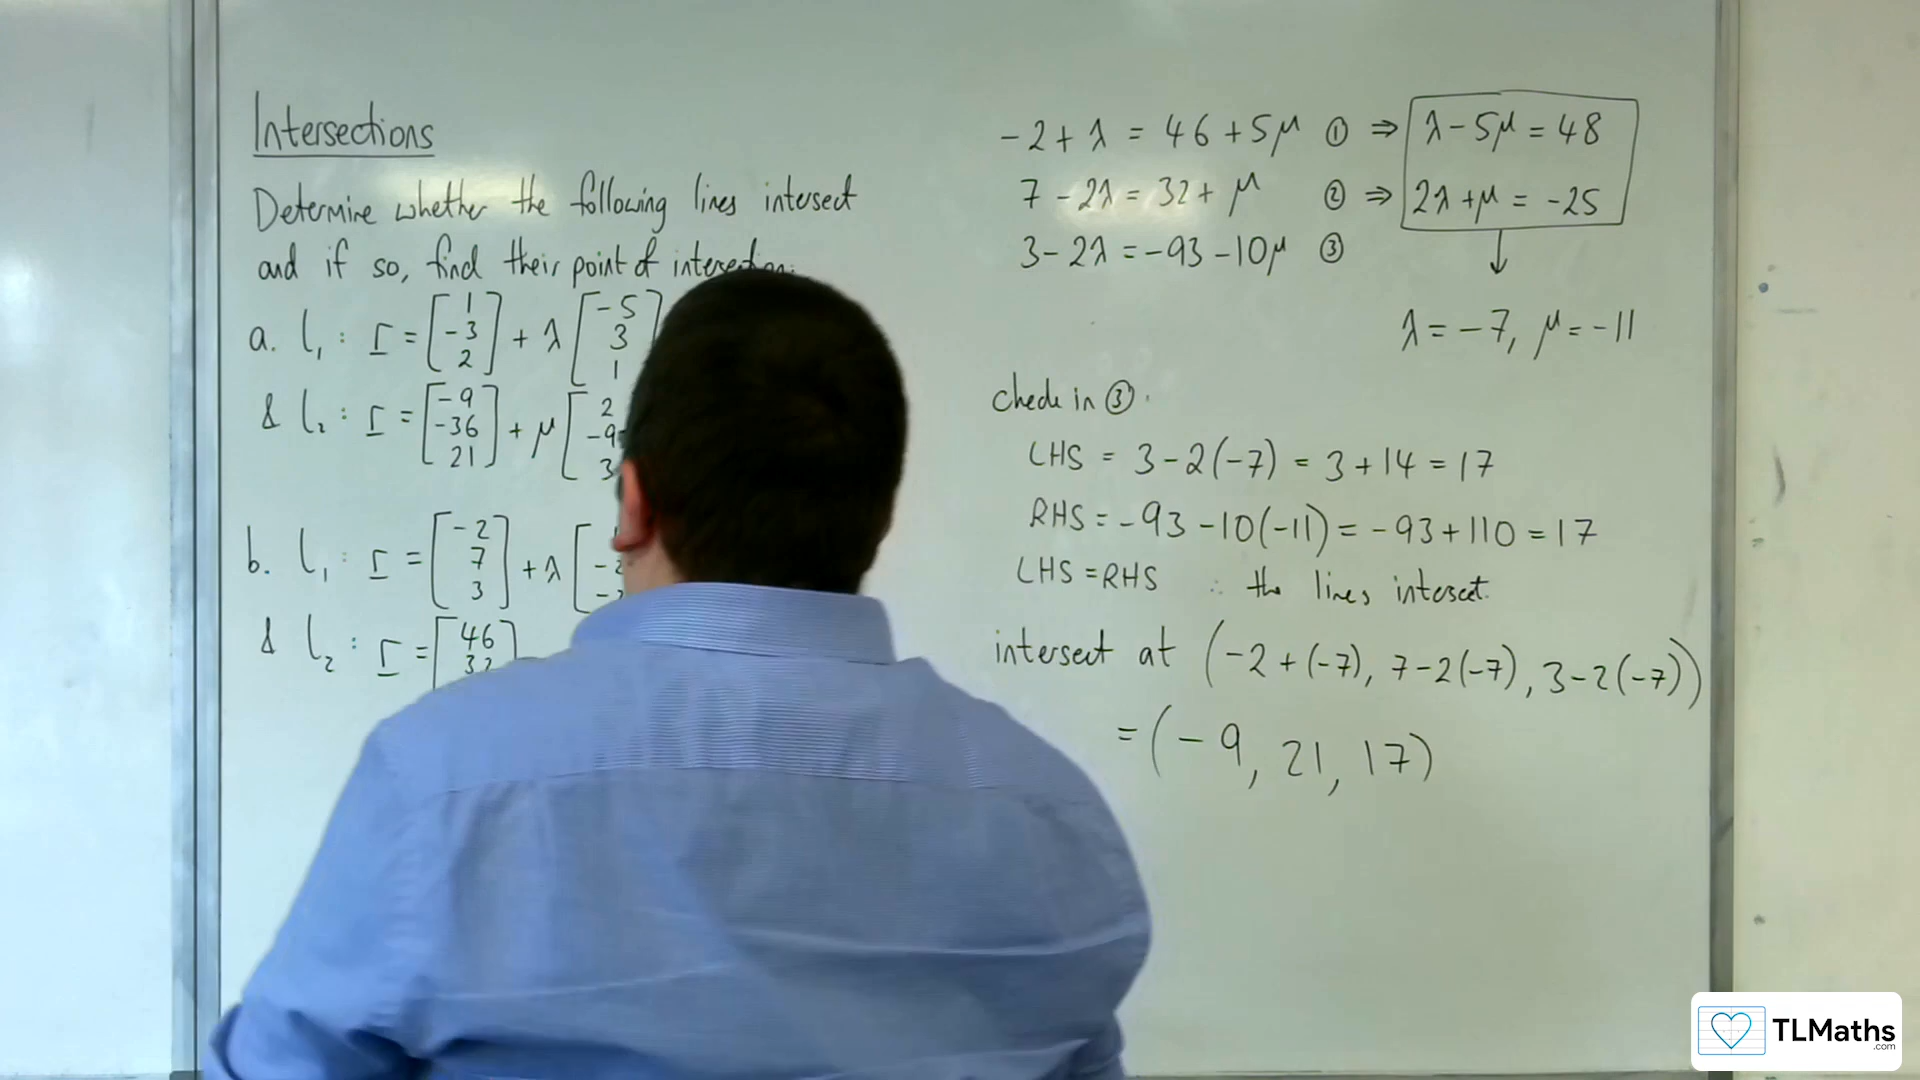 Intersections
Determine whether the following lines intersect
and if so, find their point of intersection:
a. l₁ : r = [1 -3 2] + λ [-5 3 1]
& l₂ : r = [-9 -36 21] + μ [2 -9 3
b. l₁ : r = [-2 7 3] + λ [
& l₂ : r = [46 32
-2 + λ = 46 + 5μ ① ⇒ λ - 5μ = 48
7 - 2λ = 32 + μ ② ⇒ 2λ + μ = -25
3 - 2λ = -93 - 10μ ③
λ = -7, μ = -11
check in ③.
LHS = 3 - 2(-7) = 3 + 14 = 17
RHS = -93 - 10(-11) = -93 + 110 = 17
LHS = RHS ∴ the lines intersect.
intersect at (-2 + (-7), 7 - 2(-7), 3 - 2(-7))
= (-9, 21, 17)
TLMaths
.com